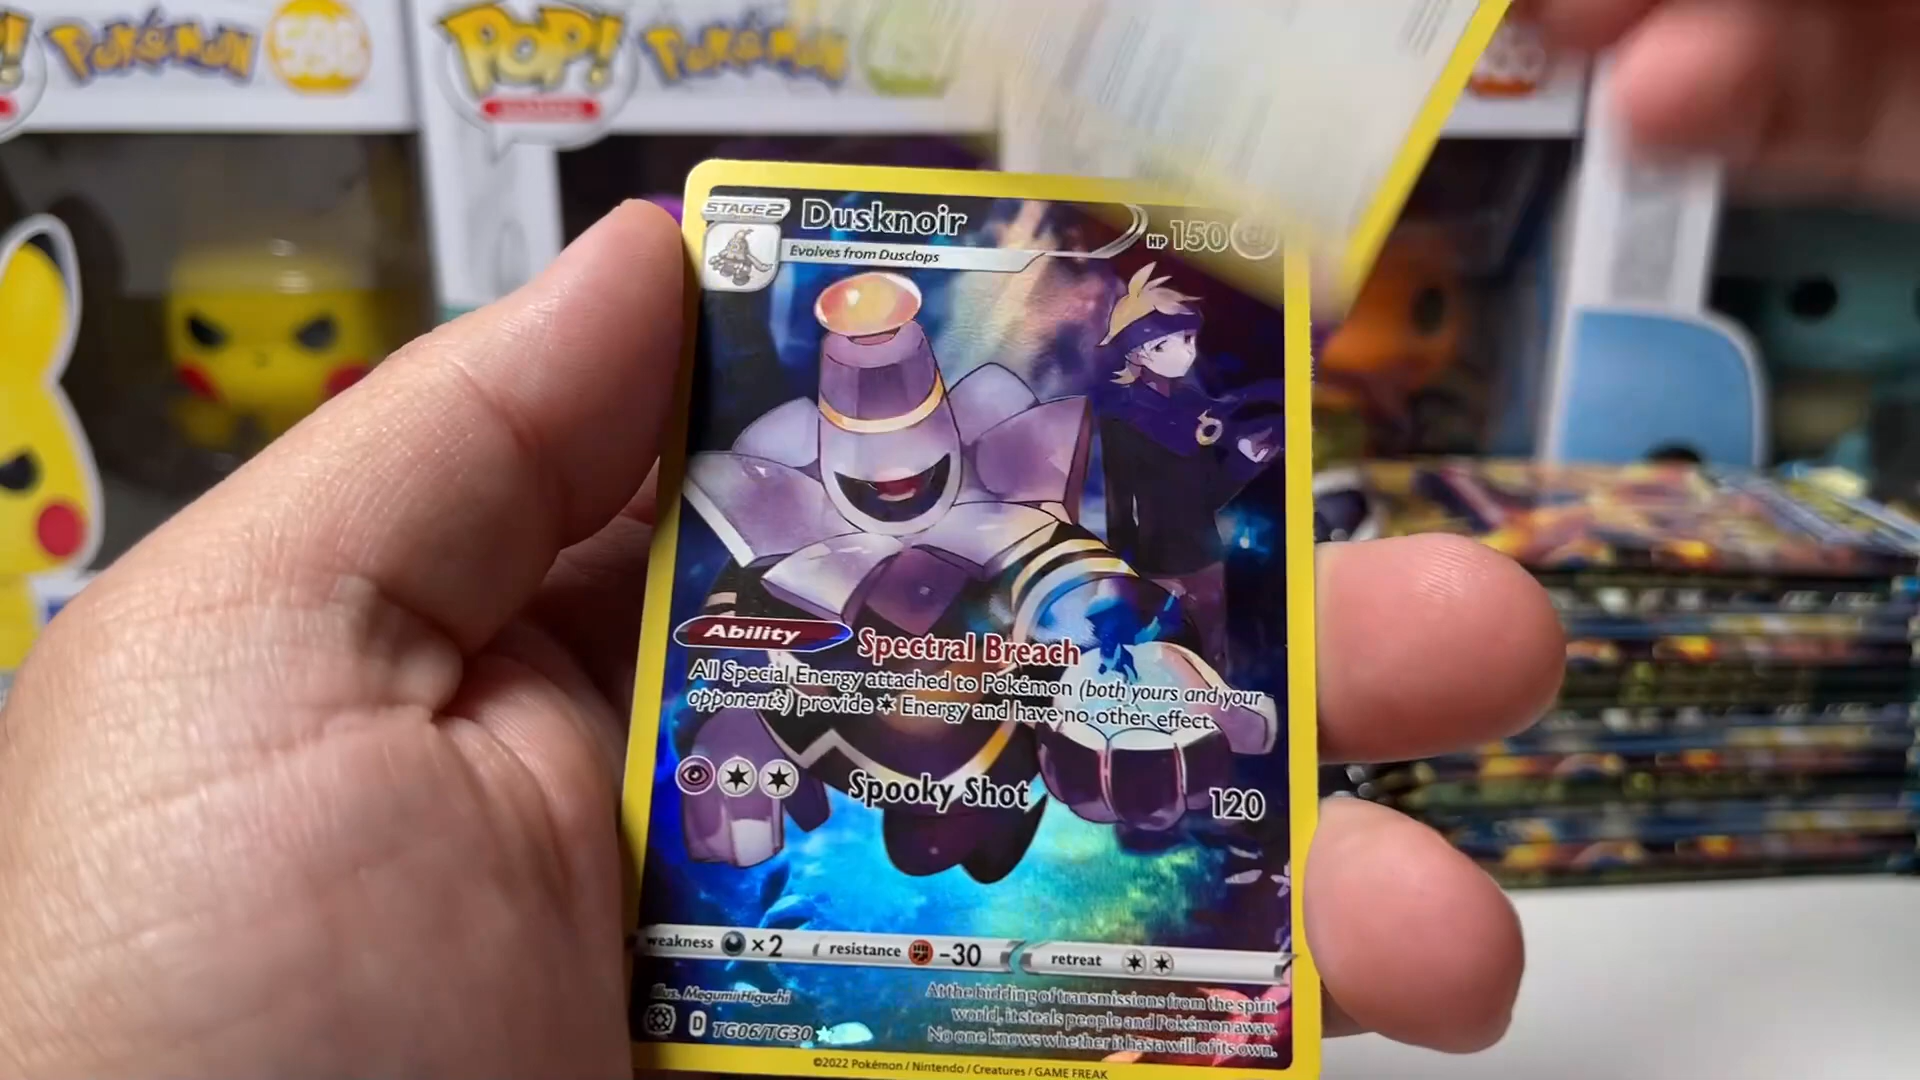 POKéMON
598
POP!
POKéMON
STAGE 2
Dusknoir
HP 150
Evolves from Dusclops
Ability
Spectral Breach
All Special Energy attached to Pokémon (both yours and your
opponent's) provide Energy and have no other effect.
Spooky Shot
120
weakness ×2
resistance -30
retreat
Illus. Megumi Higuchi
At the bidding of transmissions from the spirit
world, it steals people and Pokémon away.
No one knows whether it has a will of its own.
D TG06/TG30
©2022 Pokémon / Nintendo / Creatures / GAME FREAK